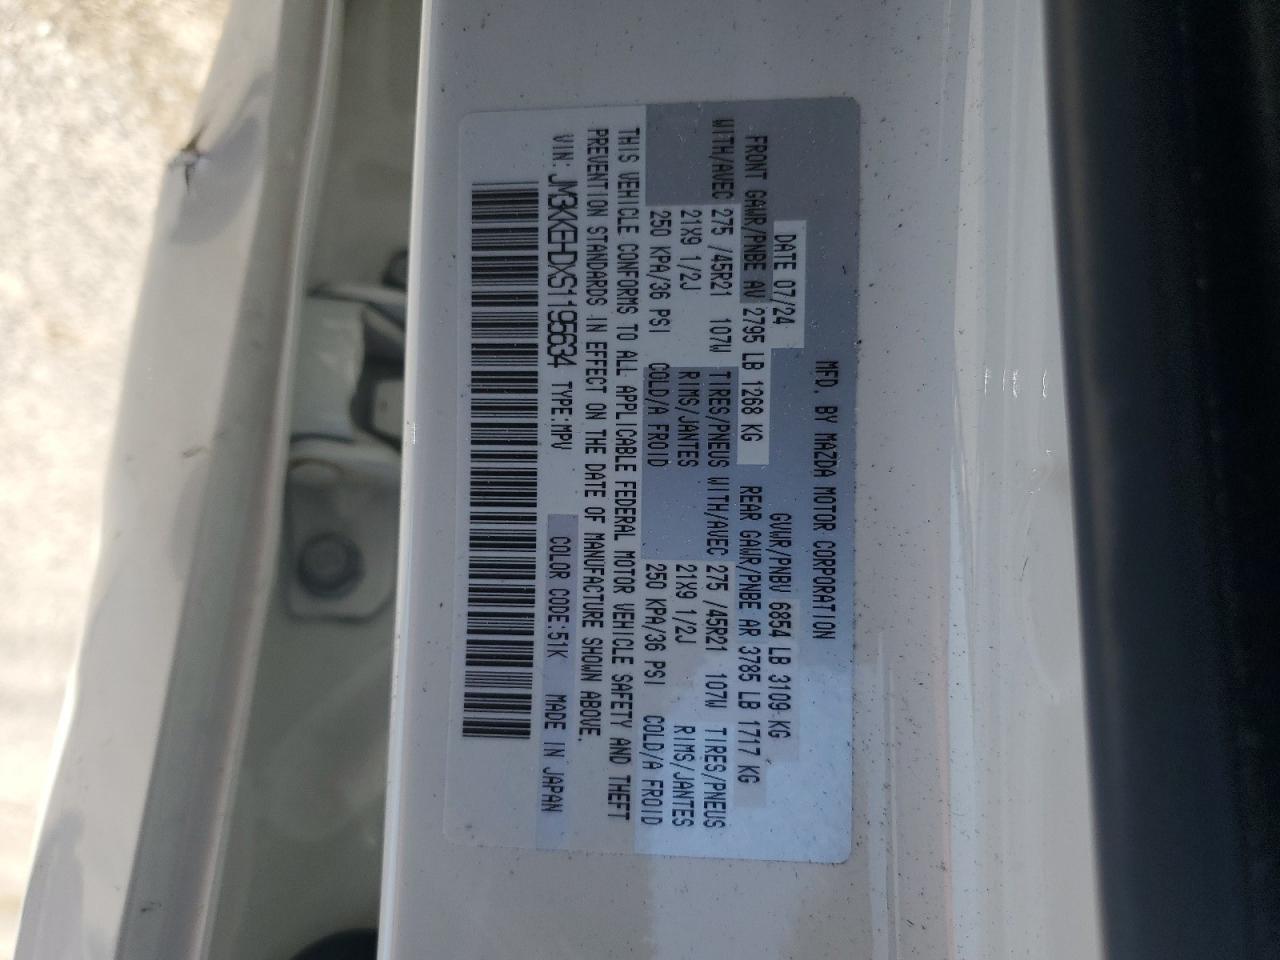 MFD. BY MAZDA MOTOR CORPORATION
DATE 07/24 GVWR/PNBV 6854 LB 3109 KG
FRONT GAWR/PNBE AV 2795 LB 1268 KG REAR GAWR/PNBE AR 3785 LB 1717 KG
WITH/AVEC 275 /45R21 107W TIRES/PNEUS WITH/AVEC 275 /45R21 107W TIRES/PNEUS
21X9 1/2J RIMS/JANTES 21X9 1/2J RIMS/JANTES
250 KPA/36 PSI COLD/A FROID 250 KPA/36 PSI COLD/A FROID
THIS VEHICLE CONFORMS TO ALL APPLICABLE FEDERAL MOTOR VEHICLE SAFETY AND THEFT
PREVENTION STANDARDS IN EFFECT ON THE DATE OF MANUFACTURE SHOWN ABOVE.
VIN: JM3KKEHDXS1195634 TYPE:MPV COLOR CODE:51K MADE IN JAPAN